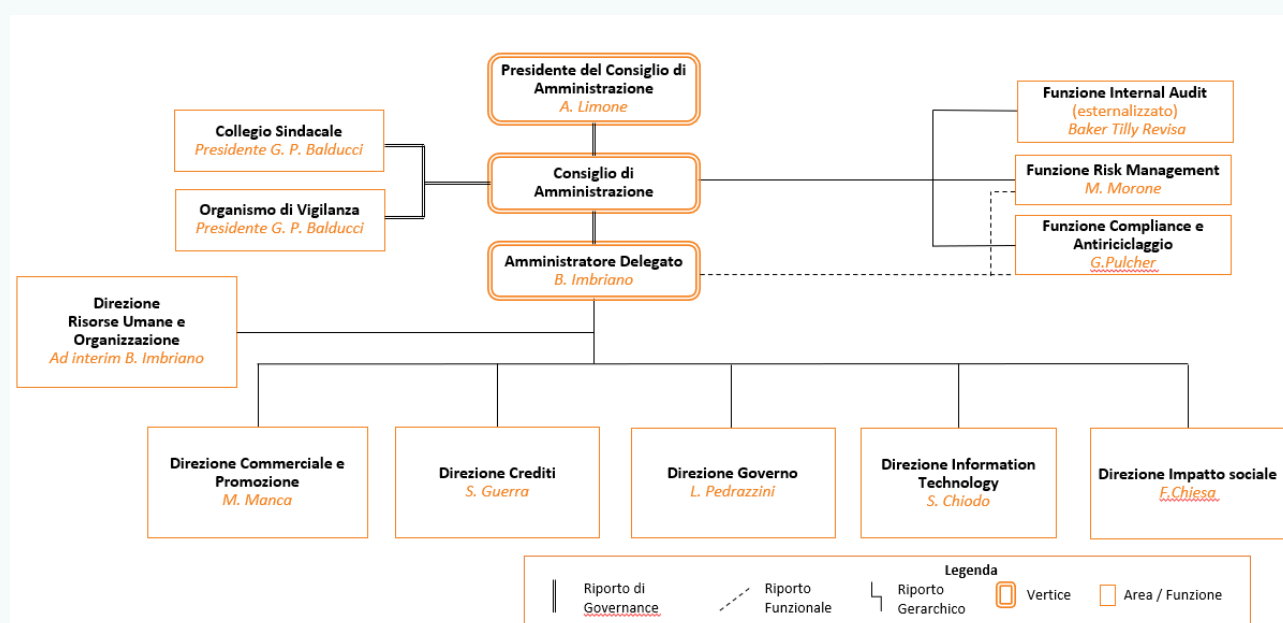 Presidente del Consiglio di
Amministrazione
A. Limone
Collegio Sindacale
Presidente G. P. Balducci
Organismo di Vigilanza
Presidente G. P. Balducci
Consiglio di
Amministrazione
Funzione Internal Audit
(esternalizzato)
Baker Tilly Revisa
Funzione Risk Management
M. Morone
Funzione Compliance e
Antiriciclaggio
G.Pulcher
Amministratore Delegato
B. Imbriano
Direzione
Risorse Umane e
Organizzazione
Ad interim B. Imbriano
Direzione Commerciale e
Promozione
M. Manca
Direzione Crediti
S. Guerra
Direzione Governo
L. Pedrazzini
Direzione Information
Technology
S. Chiodo
Direzione Impatto sociale
F.Chiesa
Legenda
Riporto di
Governance
Riporto
Funzionale
Riporto
Gerarchico
Vertice
Area / Funzione